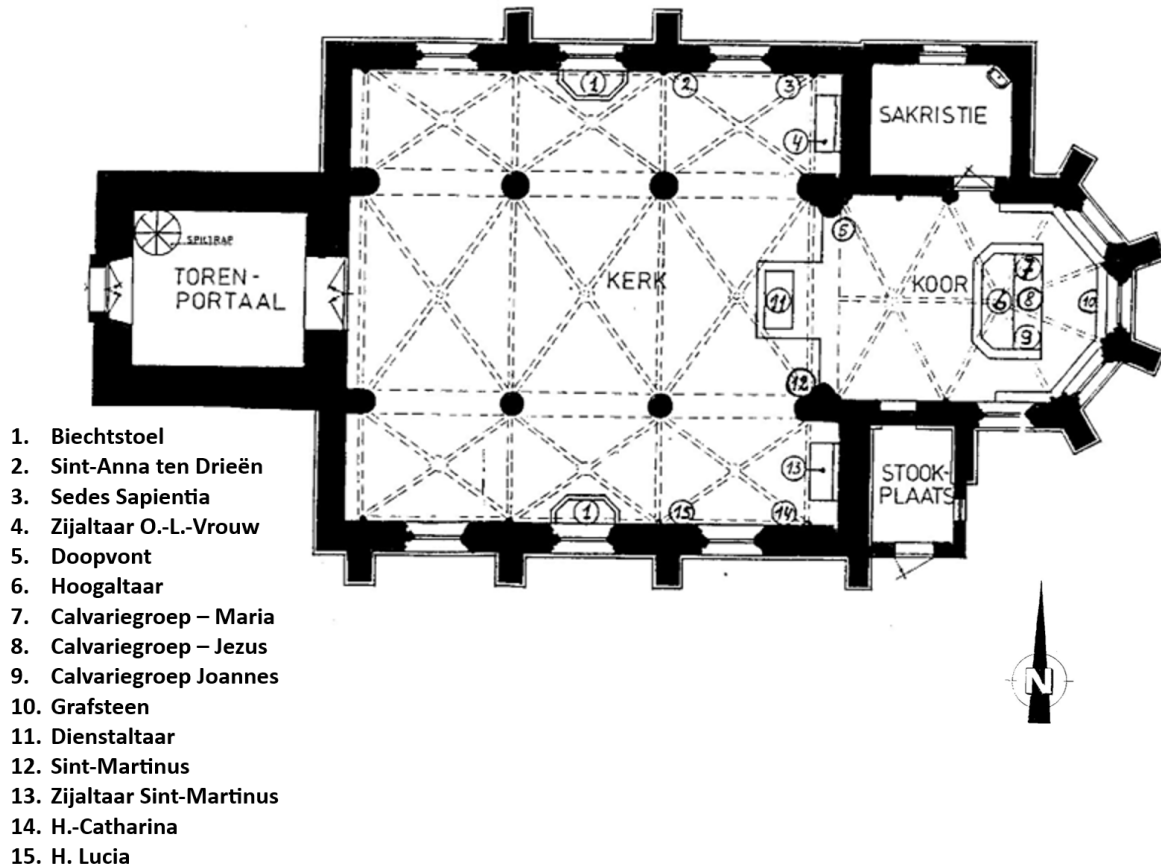 1
2
3
SAKRISTIE
4
5
SPILTRAP
TOREN-
PORTAAL
KERK
KOOR
7
11
6
8
10
9
12
1. Biechtstoel
2. Sint-Anna ten Drieën
3. Sedes Sapientia
4. Zijaltaar O.-L.-Vrouw
5. Doopvont
6. Hoogaltaar
7. Calvariegroep – Maria
8. Calvariegroep – Jezus
9. Calvariegroep Joannes
10. Grafsteen
11. Dienstaltaar
12. Sint-Martinus
13. Zijaltaar Sint-Martinus
14. H.-Catharina
15. H. Lucia
13
STOOK-
PLAATS
1
15
14
N